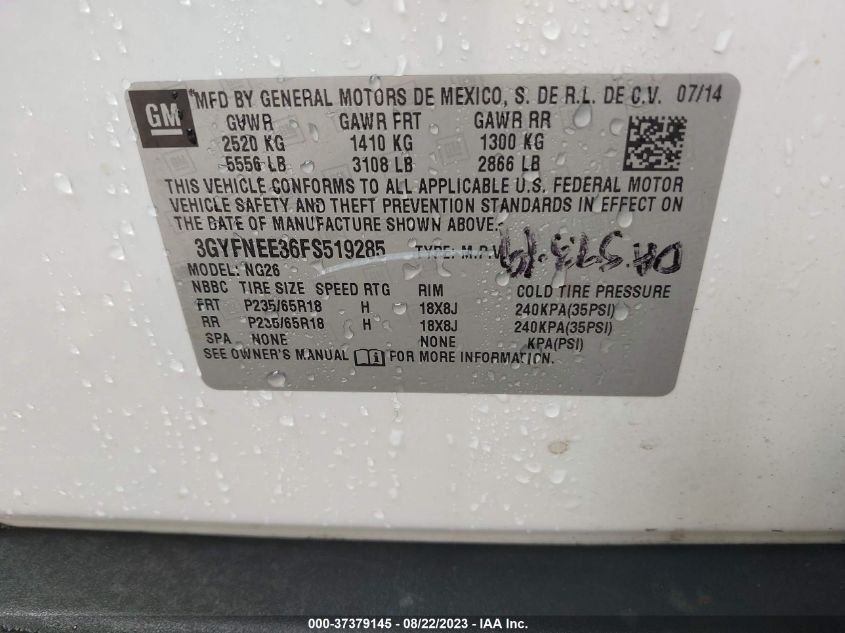 GM
*MFD BY GENERAL MOTORS DE MEXICO, S. DE R.L. DE C.V. 07/14
GVWR GAWR FRT GAWR RR
2520 KG 1410 KG 1300 KG
5556 LB 3108 LB 2866 LB
THIS VEHICLE CONFORMS TO ALL APPLICABLE U.S. FEDERAL MOTOR
VEHICLE SAFETY AND THEFT PREVENTION STANDARDS IN EFFECT ON
THE DATE OF MANUFACTURE SHOWN ABOVE.
3GYFNEE36FS519285 TYPE: M.P.V
MODEL: NG26
NBBC TIRE SIZE SPEED RTG RIM COLD TIRE PRESSURE
FRT P235/65R18 H 18X8J 240KPA(35PSI)
RR P235/65R18 H 18X8J 240KPA(35PSI)
SPA NONE NONE KPA(PSI)
SEE OWNER'S MANUAL FOR MORE INFORMATION.
000-37379145 - 08/22/2023 - IAA Inc.